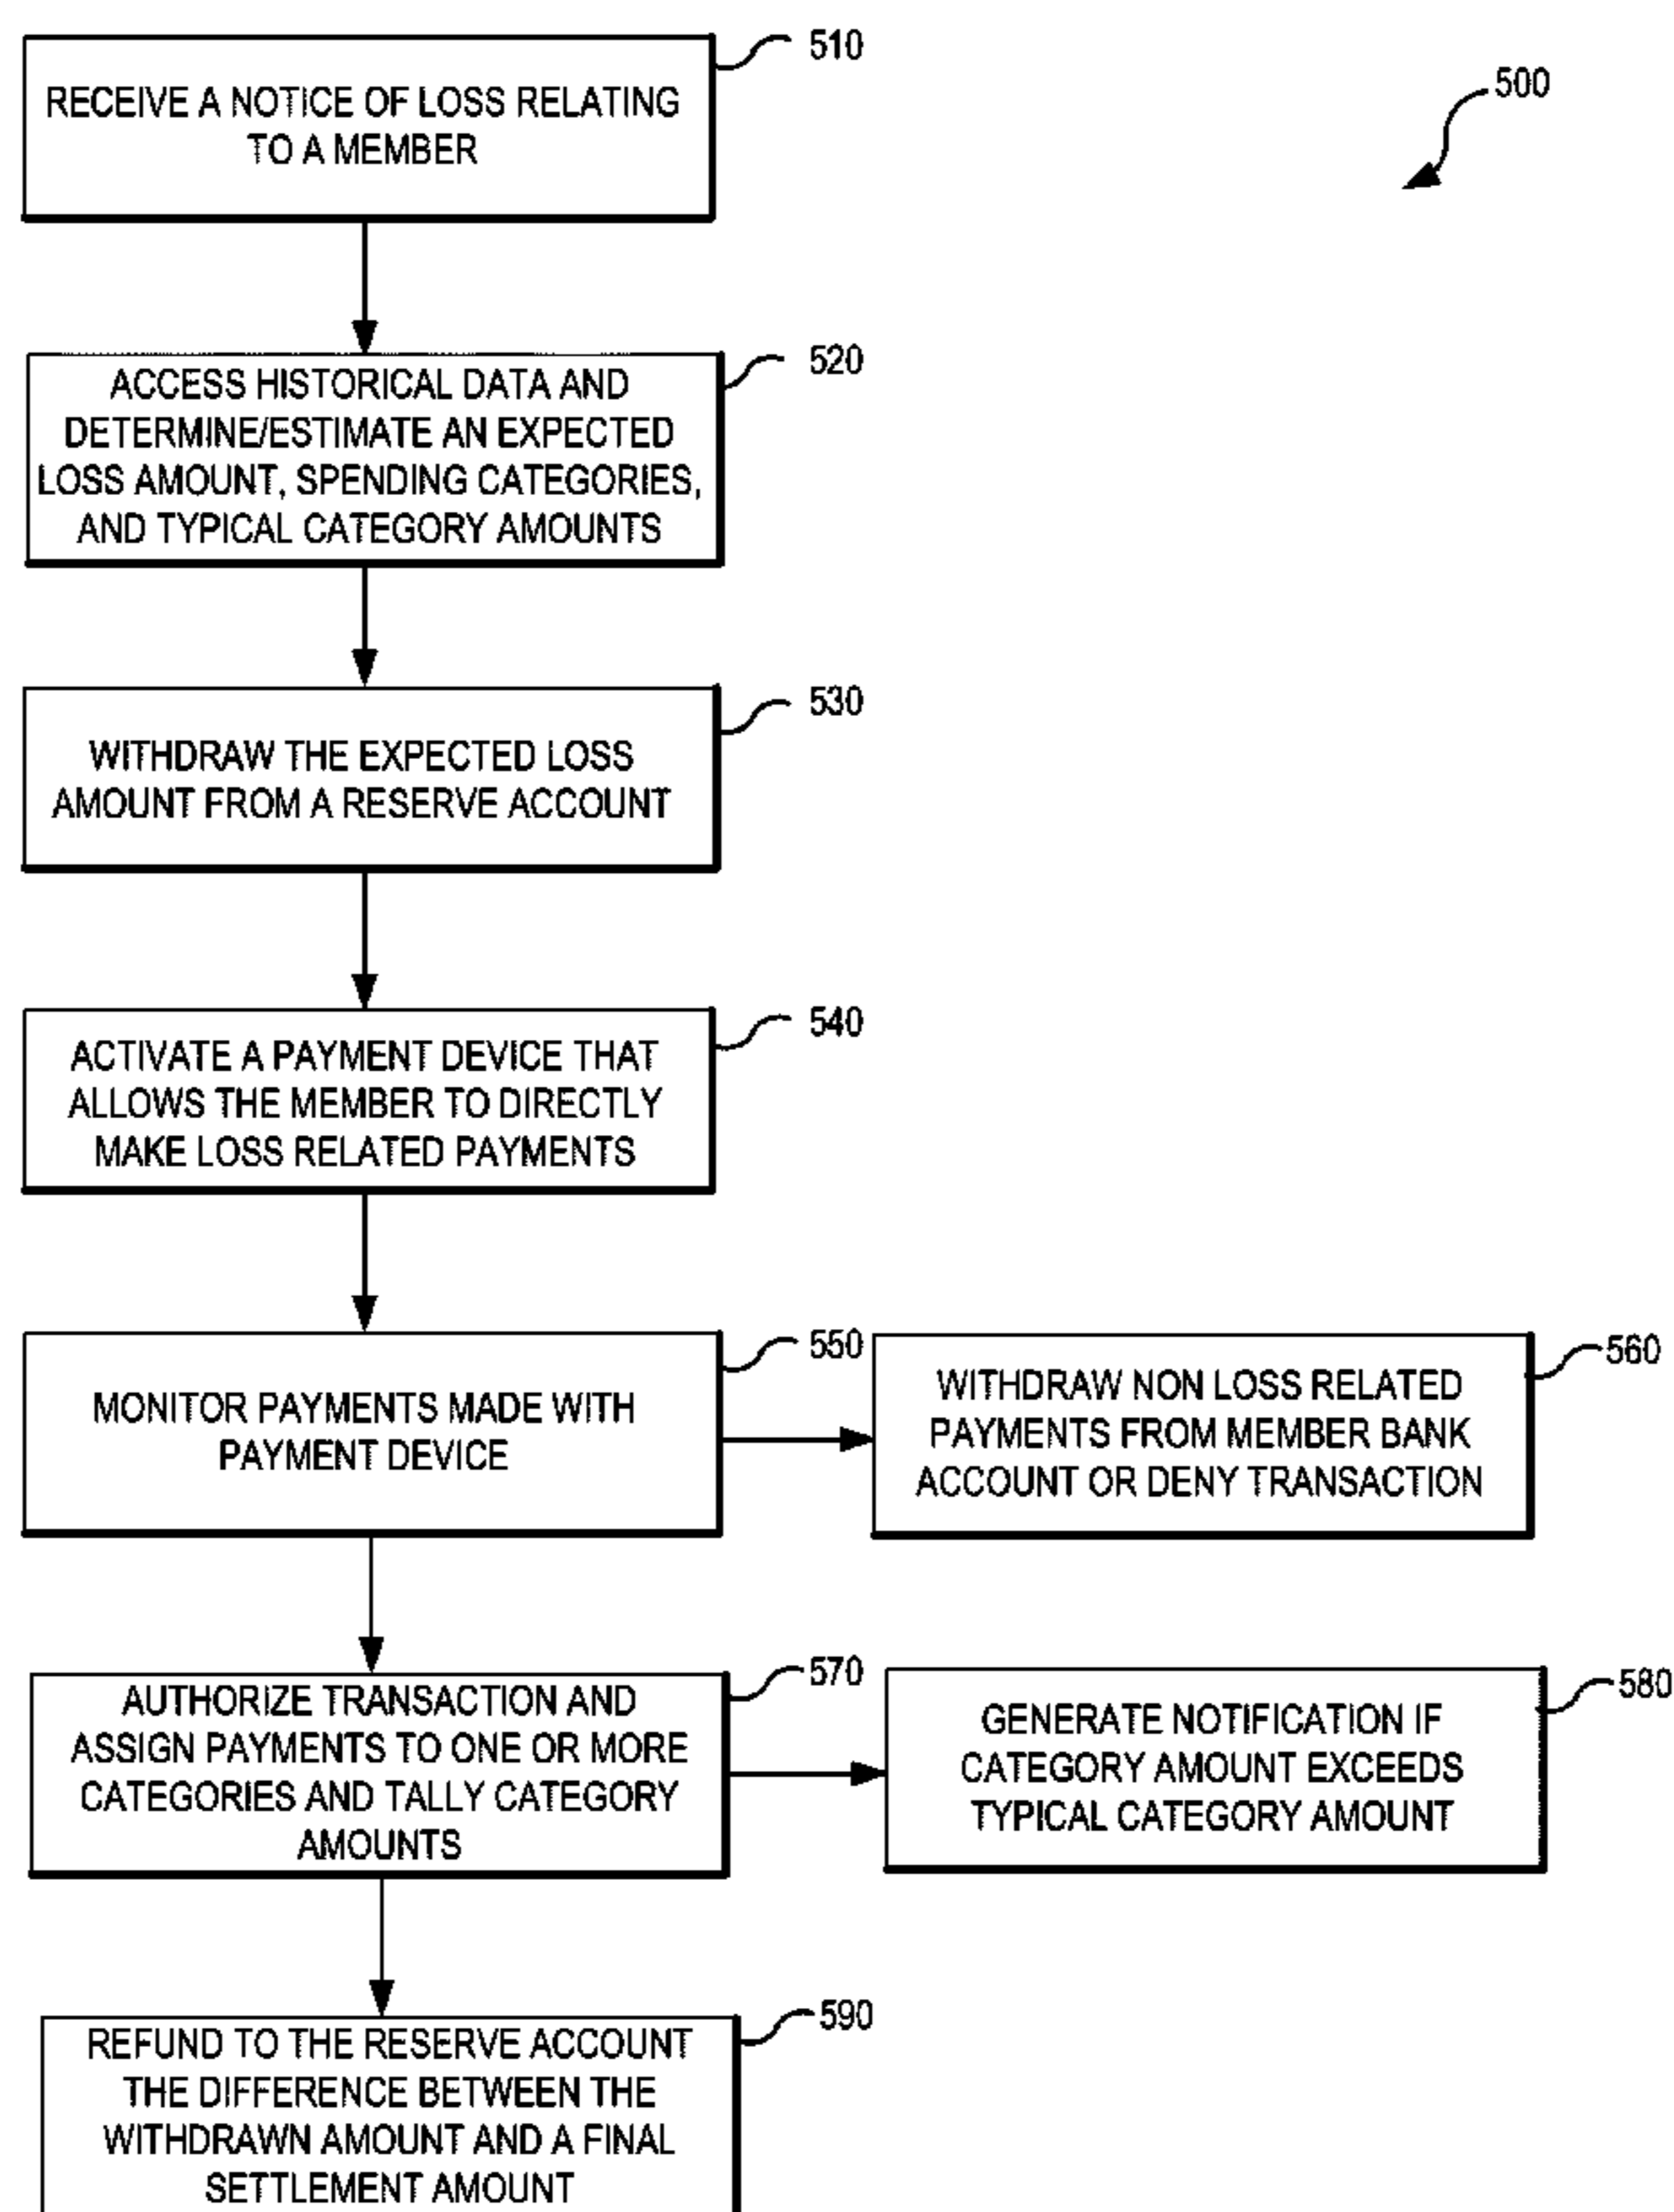 510
RECEIVE A NOTICE OF LOSS RELATING
TO A MEMBER
500
520
ACCESS HISTORICAL DATA AND
DETERMINE/ESTIMATE AN EXPECTED
LOSS AMOUNT, SPENDING CATEGORIES,
AND TYPICAL CATEGORY AMOUNTS
530
WITHDRAW THE EXPECTED LOSS
AMOUNT FROM A RESERVE ACCOUNT
540
ACTIVATE A PAYMENT DEVICE THAT
ALLOWS THE MEMBER TO DIRECTLY
MAKE LOSS RELATED PAYMENTS
550
MONITOR PAYMENTS MADE WITH
PAYMENT DEVICE
560
WITHDRAW NON LOSS RELATED
PAYMENTS FROM MEMBER BANK
ACCOUNT OR DENY TRANSACTION
570
AUTHORIZE TRANSACTION AND
ASSIGN PAYMENTS TO ONE OR MORE
CATEGORIES AND TALLY CATEGORY
AMOUNTS
580
GENERATE NOTIFICATION IF
CATEGORY AMOUNT EXCEEDS
TYPICAL CATEGORY AMOUNT
590
REFUND TO THE RESERVE ACCOUNT
THE DIFFERENCE BETWEEN THE
WITHDRAWN AMOUNT AND A FINAL
SETTLEMENT AMOUNT